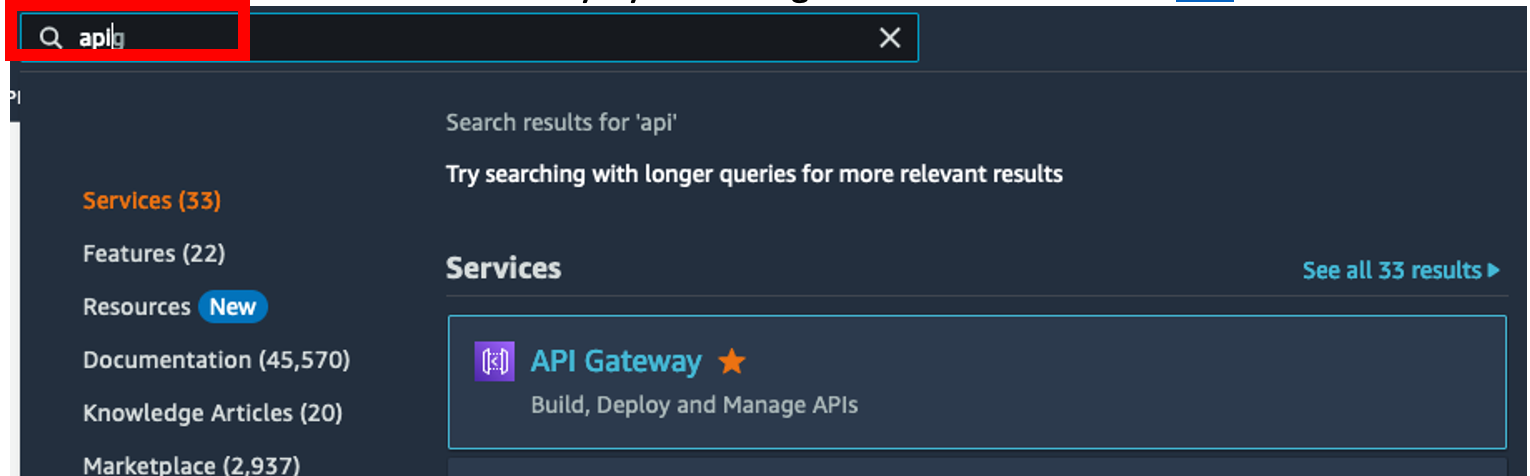 apig
Search results for 'api'
Try searching with longer queries for more relevant results
Services (33)
Features (22)
Resources New
Documentation (45,570)
Knowledge Articles (20)
Marketplace (2,937)
Services
See all 33 results
API Gateway
Build, Deploy and Manage APIs